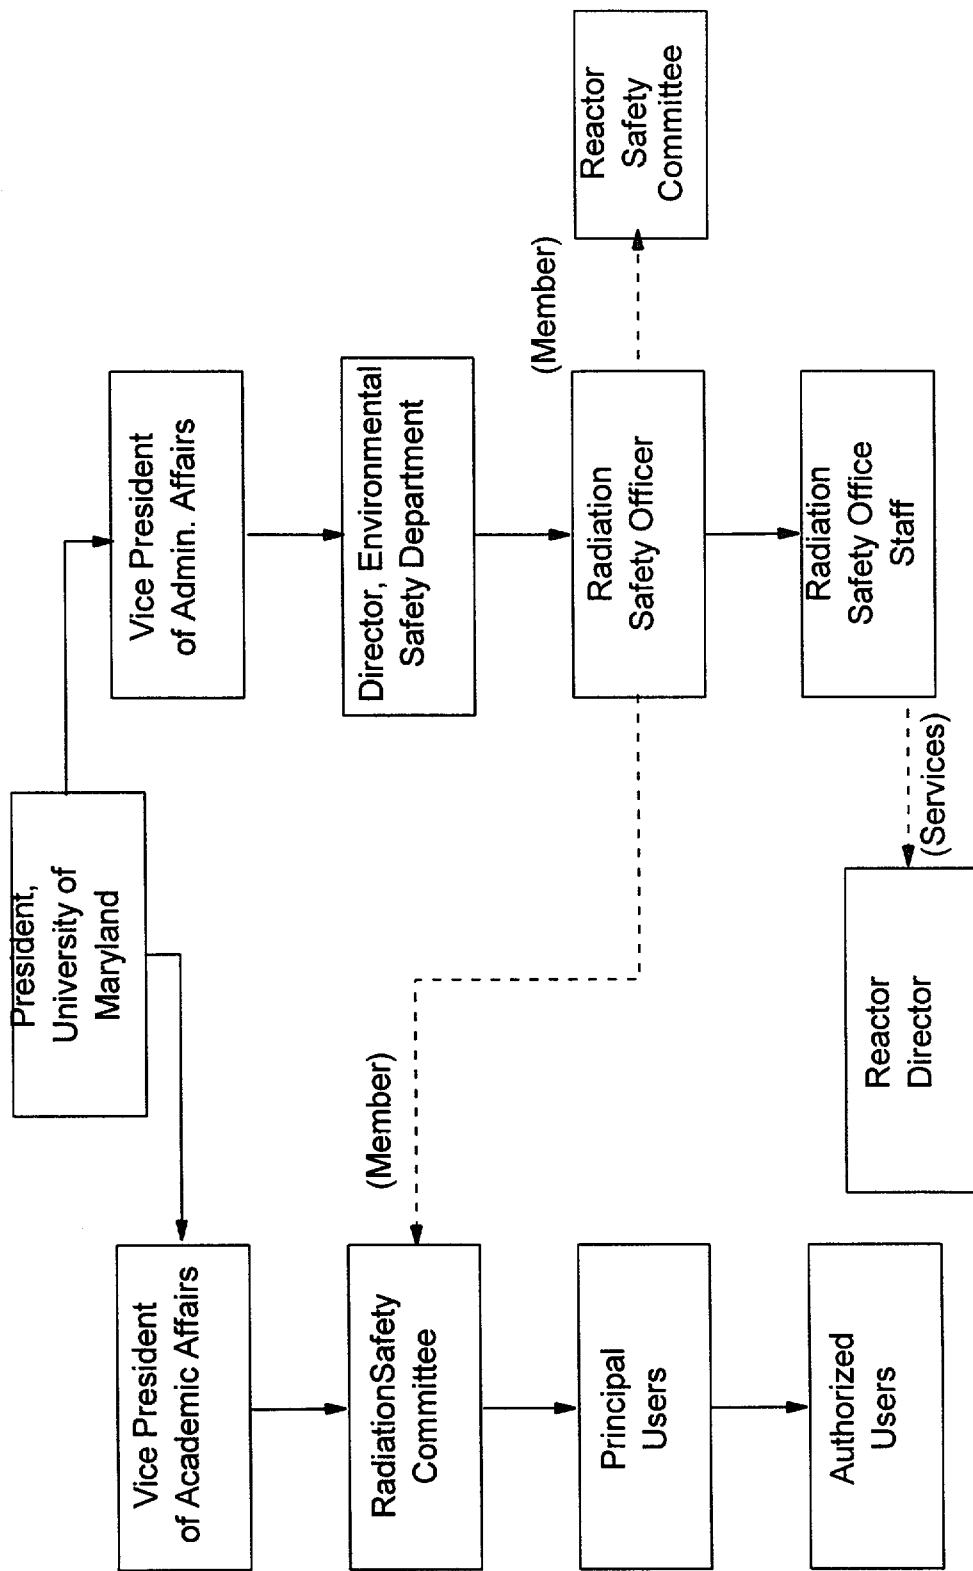 President,
University of
Maryland
Vice President
of Academic Affairs
Vice President
of Admin. Affairs
RadiationSafety
Committee
Director, Environmental
Safety Department
(Member)
(Member)
Principal
Users
Radiation
Safety Officer
Reactor
Safety
Committee
Authorized
Users
Reactor
Director
(Services)
Radiation
Safety Office
Staff